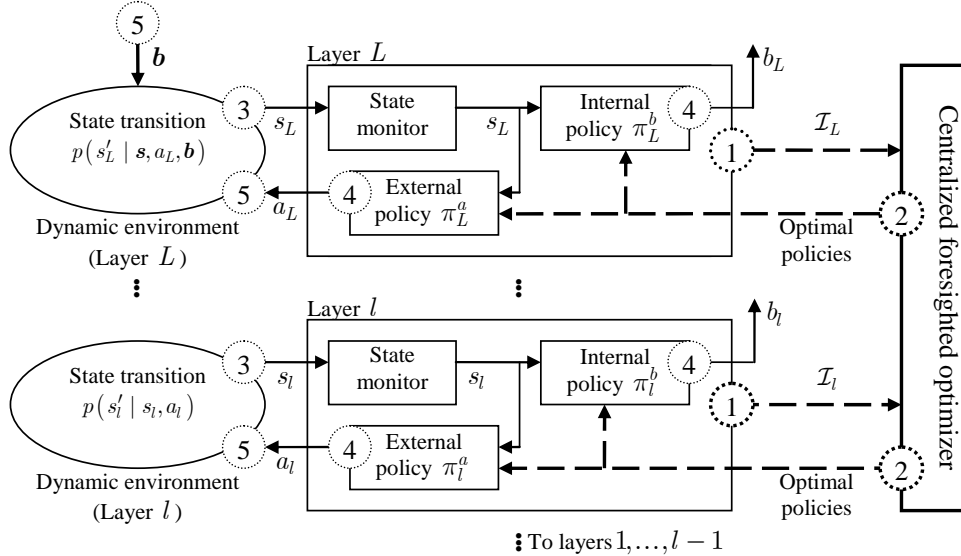 5
b
Layer L
b_L
3
State transition
p(s′_L | s, a_L, b)
s_L
State
monitor
s_L
Internal
policy π^b_L
4
1
I_L
5
a_L
4
External
policy π^a_L
2
Optimal
policies
Dynamic environment
(Layer L)
Centralized foresighted optimizer
Layer l
b_l
3
State transition
p(s′_l | s_l, a_l)
s_l
State
monitor
s_l
Internal
policy π^b_l
4
1
I_l
5
a_l
4
External
policy π^a_l
2
Optimal
policies
Dynamic environment
(Layer l)
To layers 1,…,l − 1